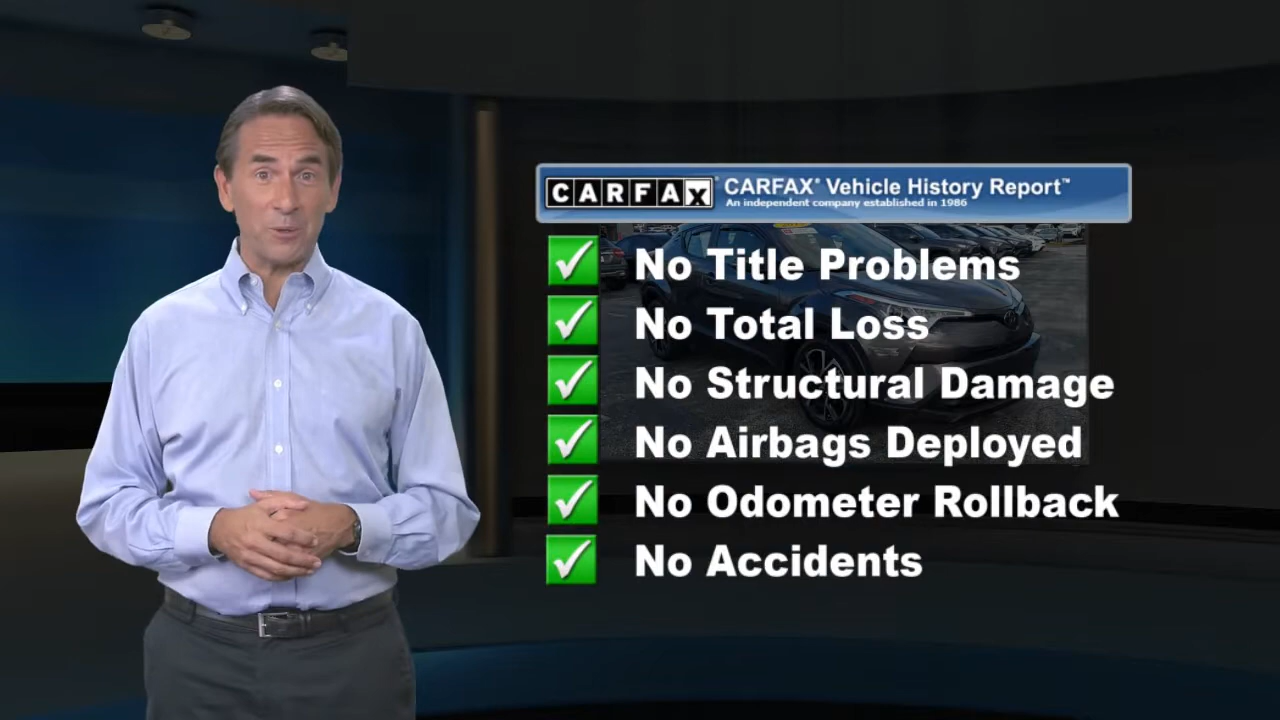 CARFAX® CARFAX® Vehicle History Report™
An independent company established in 1986
No Title Problems
No Total Loss
No Structural Damage
No Airbags Deployed
No Odometer Rollback
No Accidents